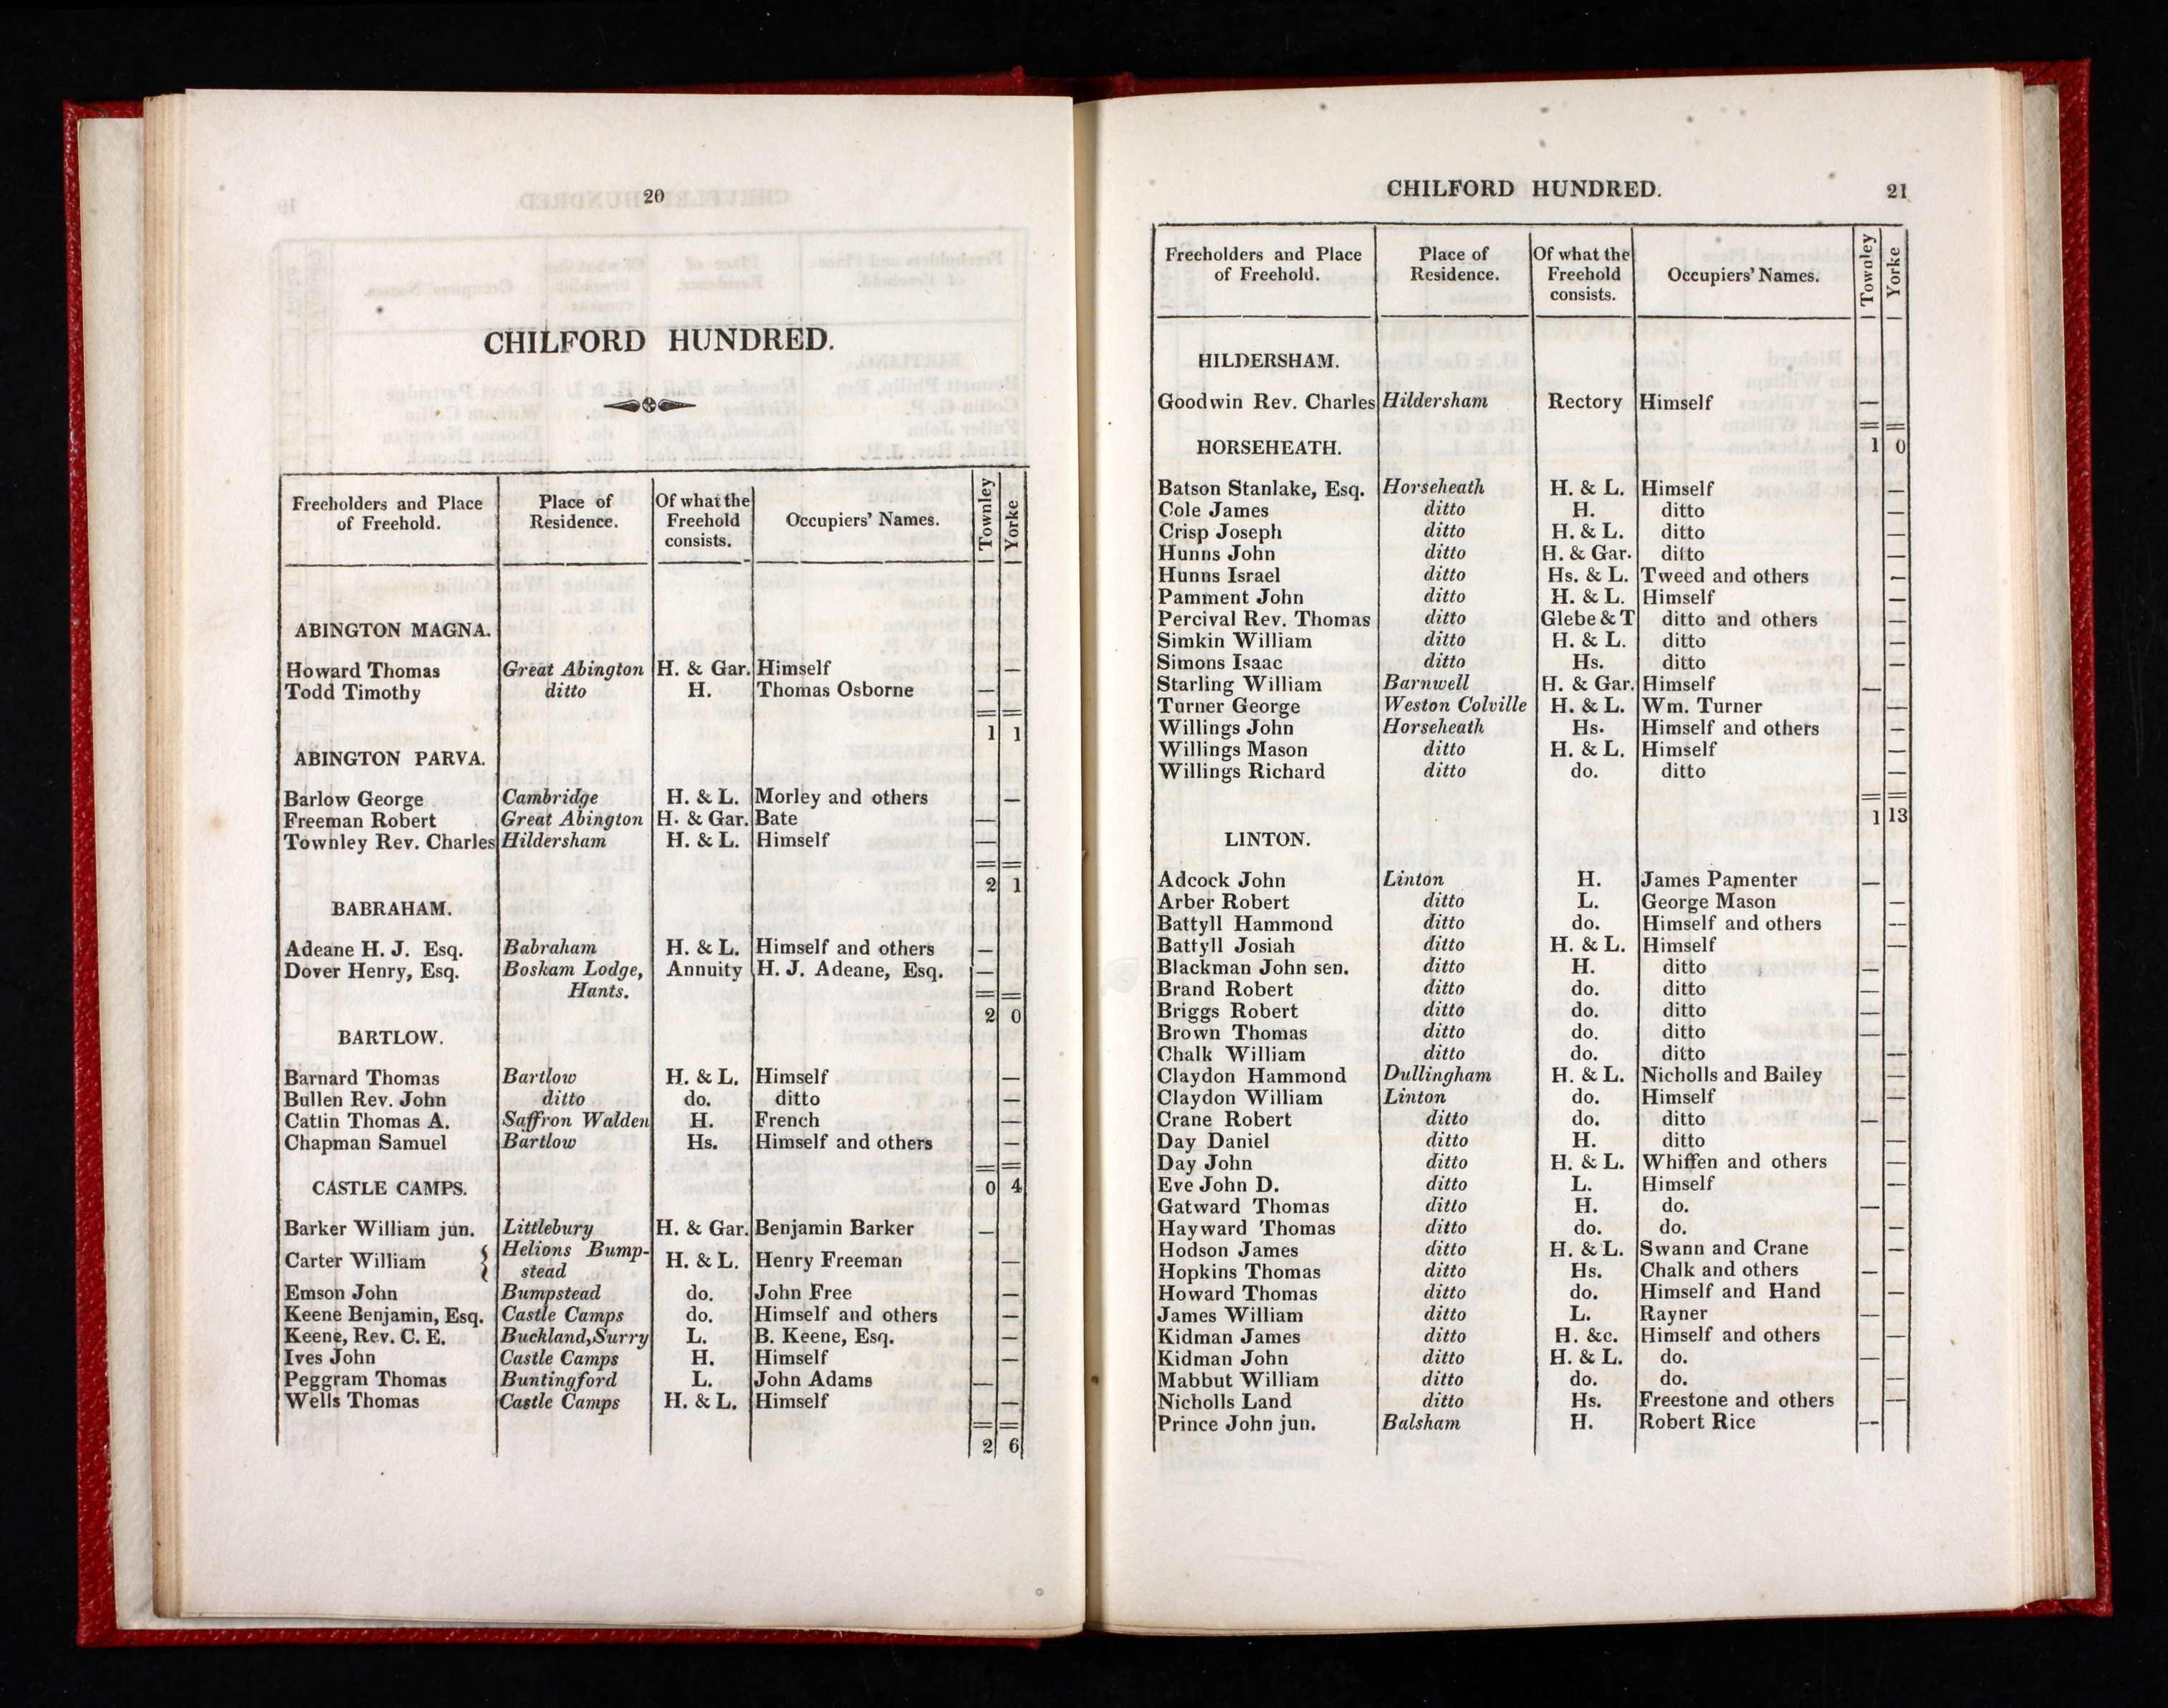 20
CHILFORD HUNDRED.
Freeholders and Place of Freehold. | Place of Residence. | Of what the Freehold consists. | Occupiers' Names. | Townley | Yorke
ABINGTON MAGNA.
Howard Thomas | Great Abington | H. & Gar. | Himself | | —
Todd Timothy | ditto | H. | Thomas Osborne | — |
1 | 1
ABINGTON PARVA.
Barlow George | Cambridge | H. & L. | Morley and others | | —
Freeman Robert | Great Abington | H. & Gar. | Bate | — |
Townley Rev. Charles | Hildersham | H. & L. | Himself | — |
2 | 1
BABRAHAM.
Adeane H. J. Esq. | Babraham | H. & L. | Himself and others | — |
Dover Henry, Esq. | Boskam Lodge, | Annuity | H. J. Adeane, Esq. | — |
Hants.
2 | 0
BARTLOW.
Barnard Thomas | Bartlow | H. & L. | Himself | | —
Bullen Rev. John | ditto | do. | ditto | | —
Catlin Thomas A. | Saffron Walden | H. | French | | —
Chapman Samuel | Bartlow | Hs. | Himself and others | | —
CASTLE CAMPS. | 0 | 4
Barker William jun. | Littlebury | H. & Gar. | Benjamin Barker | — |
Carter William { | Helions Bump-
stead | H. & L. | Henry Freeman | | —
Emson John | Bumpstead | do. | John Free | | —
Keene Benjamin, Esq. | Castle Camps | do. | Himself and others | | —
Keene, Rev. C. E. | Buckland,Surry | L. | B. Keene, Esq. | | —
Ives John | Castle Camps | H. | Himself | | —
Peggram Thomas | Buntingford | L. | John Adams | — |
Wells Thomas | Castle Camps | H. & L. | Himself | | —
2 | 6
CHILFORD HUNDRED. 21
Freeholders and Place of Freehold. | Place of Residence. | Of what the Freehold consists. | Occupiers' Names. | Townley | Yorke
HILDERSHAM.
Goodwin Rev. Charles | Hildersham | Rectory | Himself | — |
HORSEHEATH. | 1 | 0
Batson Stanlake, Esq. | Horseheath | H. & L. | Himself | | —
Cole James | ditto | H. | ditto | | —
Crisp Joseph | ditto | H. & L. | ditto | | —
Hunns John | ditto | H. & Gar. | ditto | | —
Hunns Israel | ditto | Hs. & L. | Tweed and others | | —
Pamment John | ditto | H. & L. | Himself | | —
Percival Rev. Thomas | ditto | Glebe & T | ditto and others | | —
Simkin William | ditto | H. & L. | ditto | | —
Simons Isaac | ditto | Hs. | ditto | | —
Starling William | Barnwell | H. & Gar. | Himself | — |
Turner George | Weston Colville | H. & L. | Wm. Turner | | —
Willings John | Horseheath | Hs. | Himself and others | | —
Willings Mason | ditto | H. & L. | Himself | | —
Willings Richard | ditto | do. | ditto | | —
1 | 13
LINTON.
Adcock John | Linton | H. | James Pamenter | — |
Arber Robert | ditto | L. | George Mason | | —
Battyll Hammond | ditto | do. | Himself and others | | —
Battyll Josiah | ditto | H. & L. | Himself | | —
Blackman John sen. | ditto | H. | ditto | — |
Brand Robert | ditto | do. | ditto | — |
Briggs Robert | ditto | do. | ditto | — |
Brown Thomas | ditto | do. | ditto | — |
Chalk William | ditto | do. | ditto | | —
Claydon Hammond | Dullingham | H. & L. | Nicholls and Bailey | | —
Claydon William | Linton | do. | Himself | | —
Crane Robert | ditto | do. | ditto | — |
Day Daniel | ditto | H. | ditto | | —
Day John | ditto | H. & L. | Whiffen and others | | —
Eve John D. | ditto | L. | Himself | | —
Gatward Thomas | ditto | H. | do. | — |
Hayward Thomas | ditto | do. | do. | | —
Hodson James | ditto | H. & L. | Swann and Crane | | —
Hopkins Thomas | ditto | Hs. | Chalk and others | — |
Howard Thomas | ditto | do. | Himself and Hand | | —
James William | ditto | L. | Rayner | — |
Kidman James | ditto | H. &c. | Himself and others | | —
Kidman John | ditto | H. & L. | do. | — |
Mabbut William | ditto | do. | do. | | —
Nicholls Land | ditto | Hs. | Freestone and others | | —
Prince John jun. | Balsham | H. | Robert Rice | — |